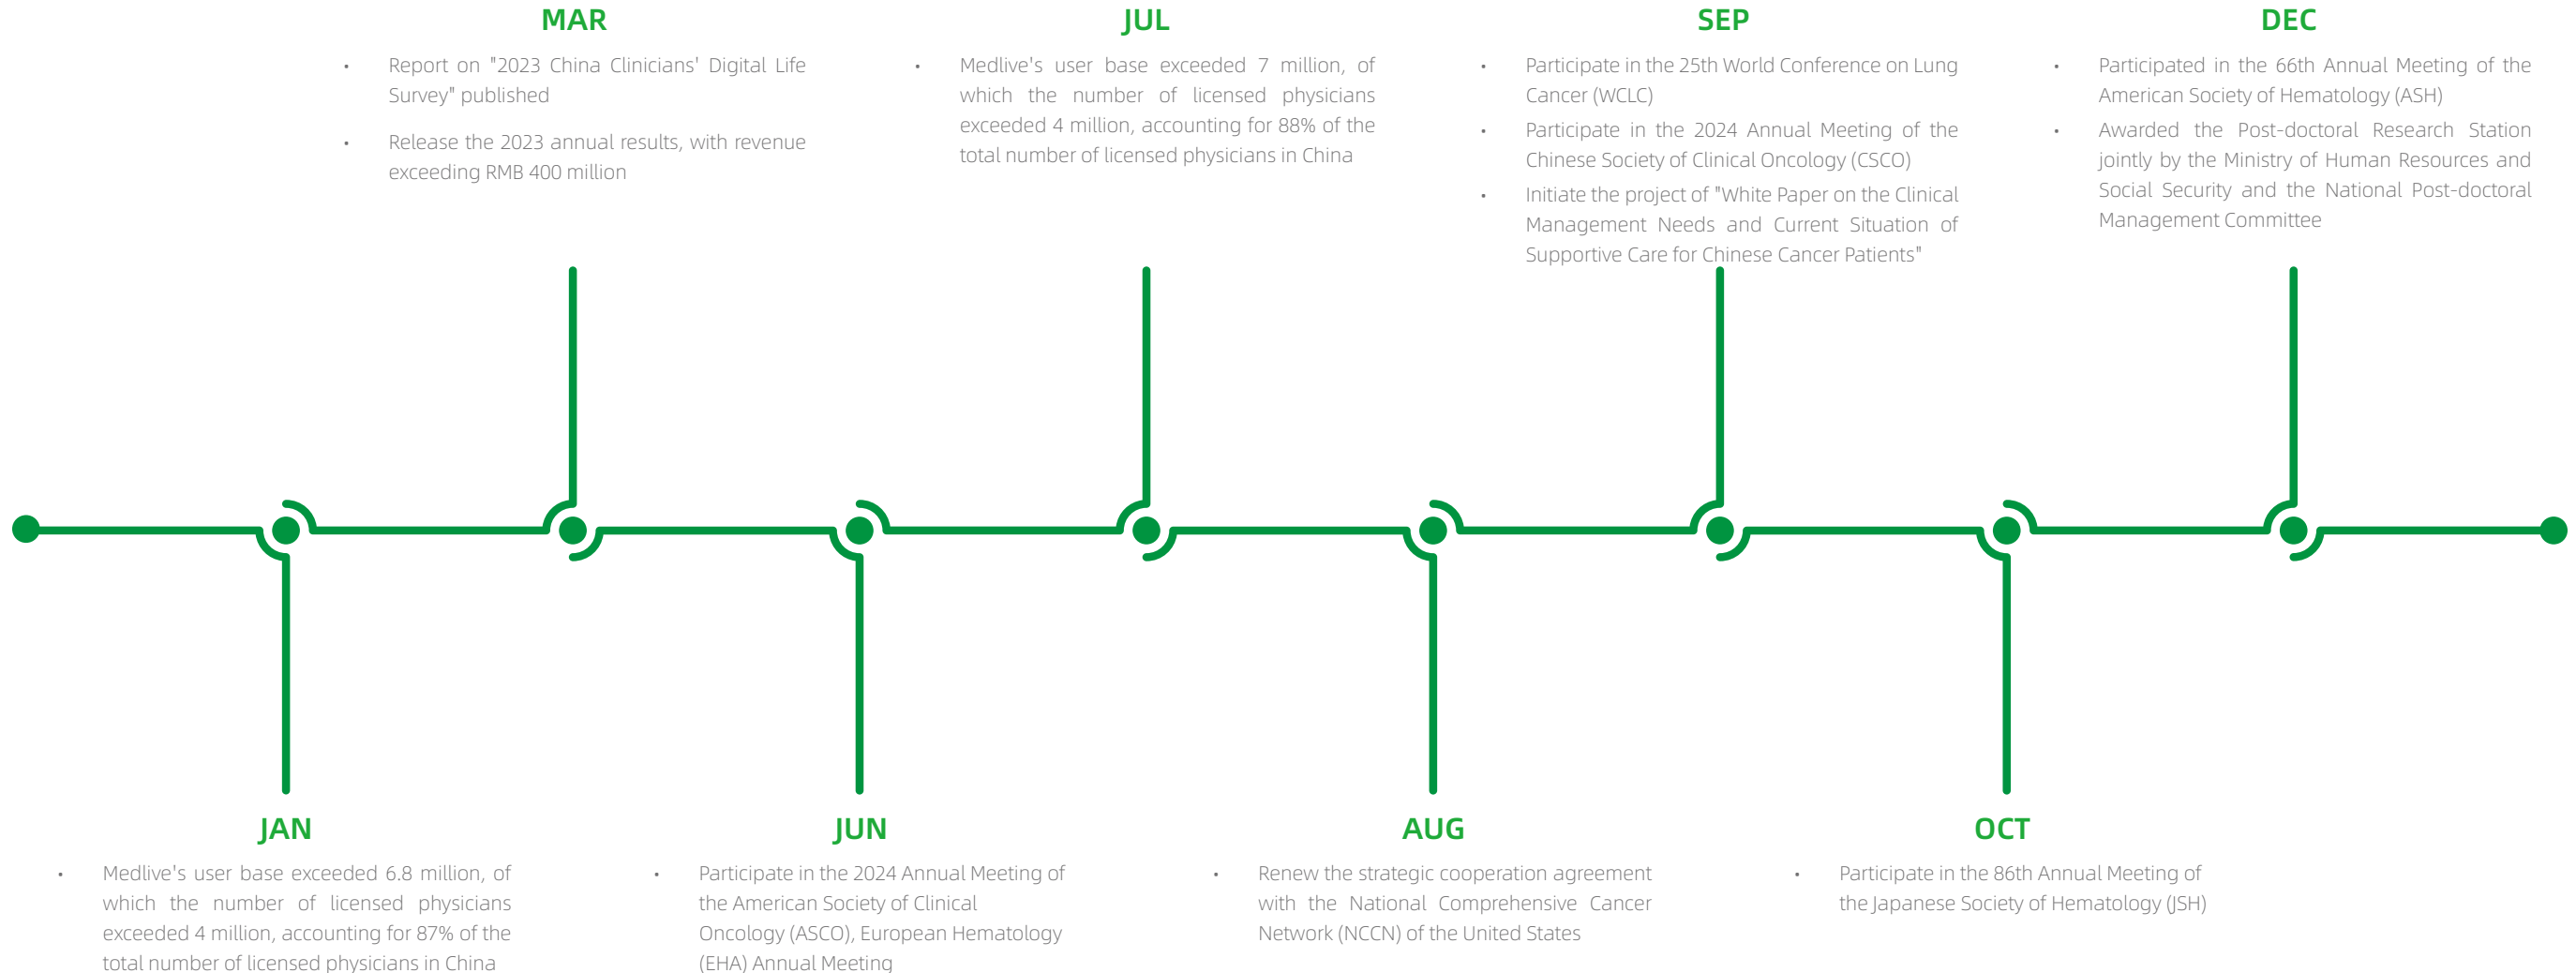 MAR
• Report on "2023 China Clinicians' Digital Life
Survey" published
• Release the 2023 annual results, with revenue
exceeding RMB 400 million
JUL
• Medlive's user base exceeded 7 million, of
which the number of licensed physicians
exceeded 4 million, accounting for 88% of the
total number of licensed physicians in China
SEP
• Participate in the 25th World Conference on Lung
Cancer (WCLC)
• Participate in the 2024 Annual Meeting of the
Chinese Society of Clinical Oncology (CSCO)
• Initiate the project of "White Paper on the Clinical
Management Needs and Current Situation of
Supportive Care for Chinese Cancer Patients"
DEC
• Participated in the 66th Annual Meeting of the
American Society of Hematology (ASH)
• Awarded the Post-doctoral Research Station
jointly by the Ministry of Human Resources and
Social Security and the National Post-doctoral
Management Committee
JAN
• Medlive's user base exceeded 6.8 million, of
which the number of licensed physicians
exceeded 4 million, accounting for 87% of the
total number of licensed physicians in China
JUN
• Participate in the 2024 Annual Meeting of
the American Society of Clinical
Oncology (ASCO), European Hematology
(EHA) Annual Meeting
AUG
• Renew the strategic cooperation agreement
with the National Comprehensive Cancer
Network (NCCN) of the United States
OCT
• Participate in the 86th Annual Meeting of
the Japanese Society of Hematology (JSH)